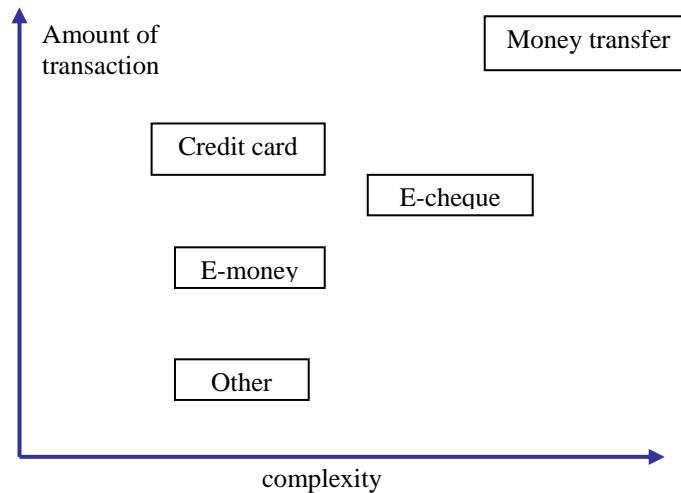 Amount of
transaction
Money transfer
Credit card
E-cheque
E-money
Other
complexity